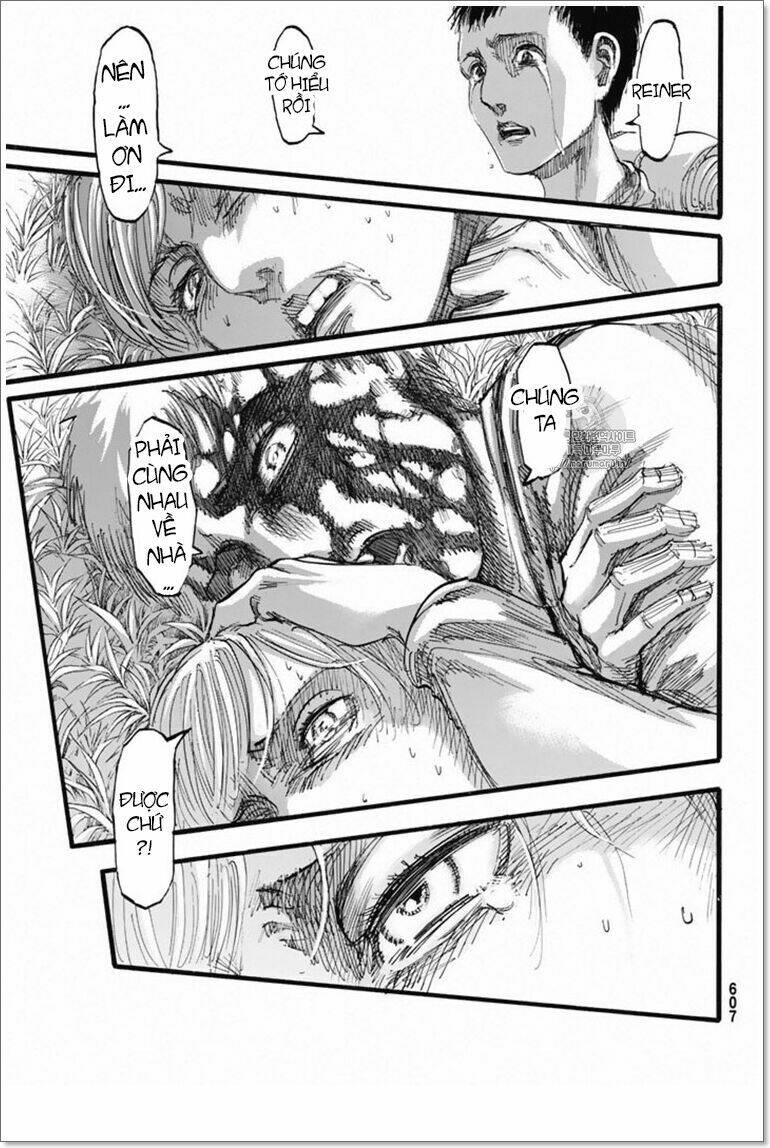 REINER
CHÚNG
TỚ HIỂU
RỒI
NÊN
...
LÀM
ƠN
ĐI...
CHÚNG
TA
PHẢI
CÙNG
NHAU
VỀ
NHÀ
...
ĐƯỢC
CHỨ
?!
607